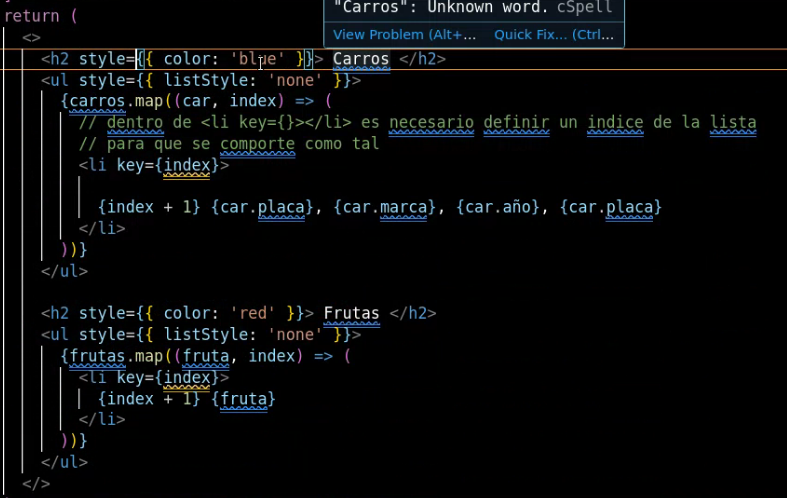 "Carros": Unknown word. cSpell
View Problem (Alt+... Quick Fix... (Ctrl...
return (
<>
<h2 style={{ color: 'blue' }}> Carros </h2>
<ul style={{ listStyle: 'none' }}>
{carros.map((car, index) => (
// dentro de <li key={}></li> es necesario definir un indice de la lista
// para que se comporte como tal
<li key={index}>
{index + 1} {car.placa}, {car.marca}, {car.año}, {car.placa}
</li>
))}
</ul>
<h2 style={{ color: 'red' }}> Frutas </h2>
<ul style={{ listStyle: 'none' }}>
{frutas.map((fruta, index) => (
<li key={index}>
{index + 1} {fruta}
</li>
))}
</ul>
</>